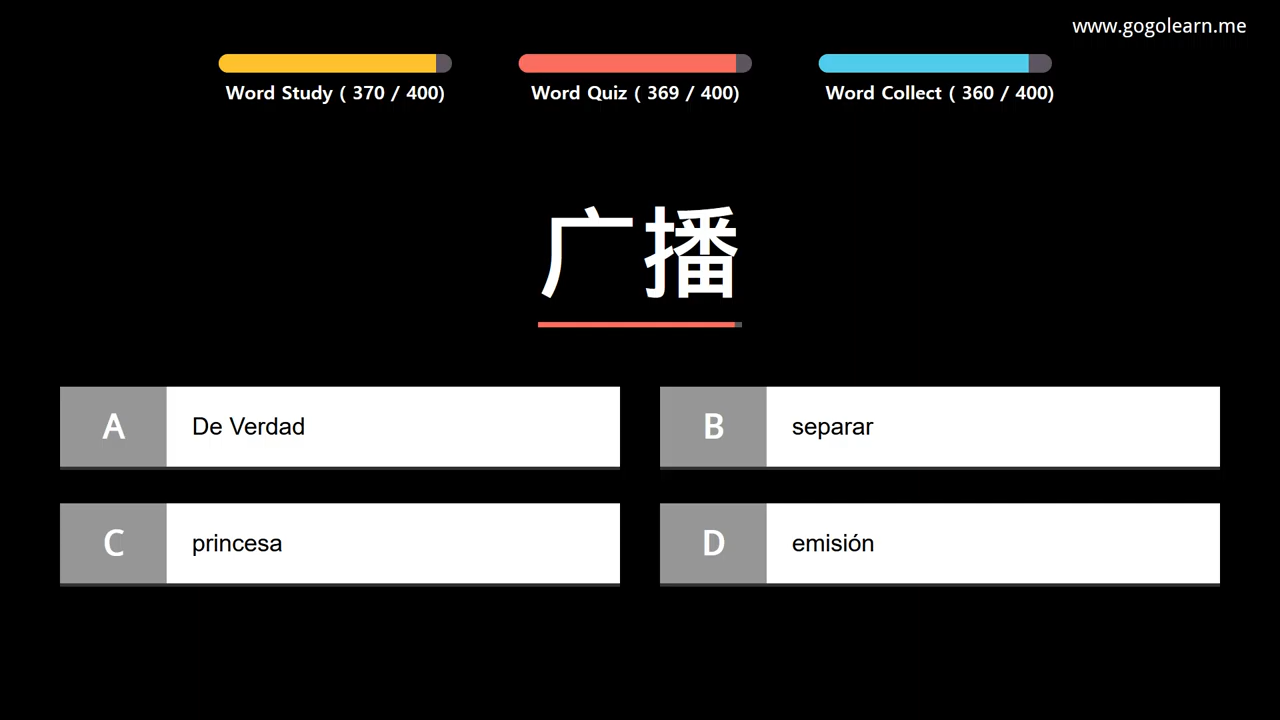 www.gogolearn.me
Word Study ( 370 / 400)
Word Quiz ( 369 / 400)
Word Collect ( 360 / 400)
广播
A De Verdad
B separar
C princesa
D emisión